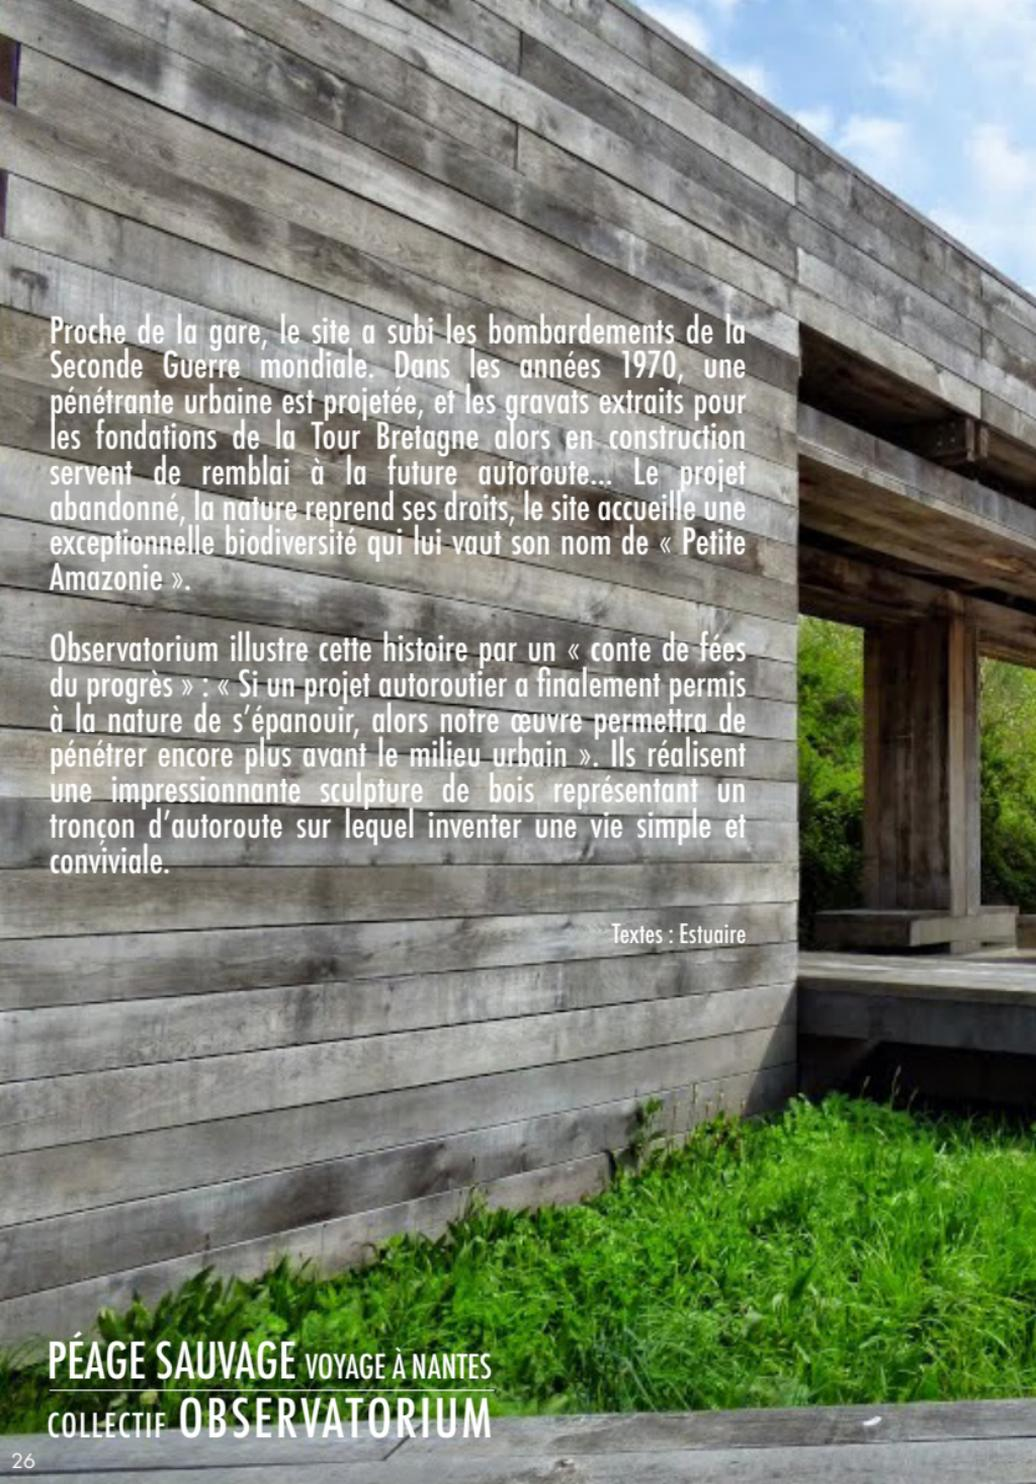 Proche de la gare, le site a subi les bombardements de la
Seconde Guerre mondiale. Dans les années 1970, une
pénétrante urbaine est projetée, et les gravats extraits pour
les fondations de la Tour Bretagne alors en construction
servent de remblai à la future autoroute... Le projet
abandonné, la nature reprend ses droits, le site accueille une
exceptionnelle biodiversité qui lui vaut son nom de « Petite
Amazonie ».
Observatorium illustre cette histoire par un « conte de fées
du progrès » : « Si un projet autoroutier a finalement permis
à la nature de s'épanouir, alors notre œuvre permettra de
pénétrer encore plus avant le milieu urbain ». Ils réalisent
une impressionnante sculpture de bois représentant un
tronçon d'autoroute sur lequel inventer une vie simple et
conviviale.
Textes : Estuaire
PÉAGE SAUVAGE VOYAGE À NANTES
COLLECTIF OBSERVATORIUM
26